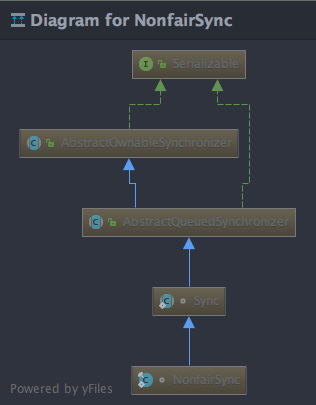 Diagram for NonfairSync
I Serializable
C AbstractOwnableSynchronizer
C AbstractQueuedSynchronizer
C Sync
C NonfairSync
Powered by yFiles